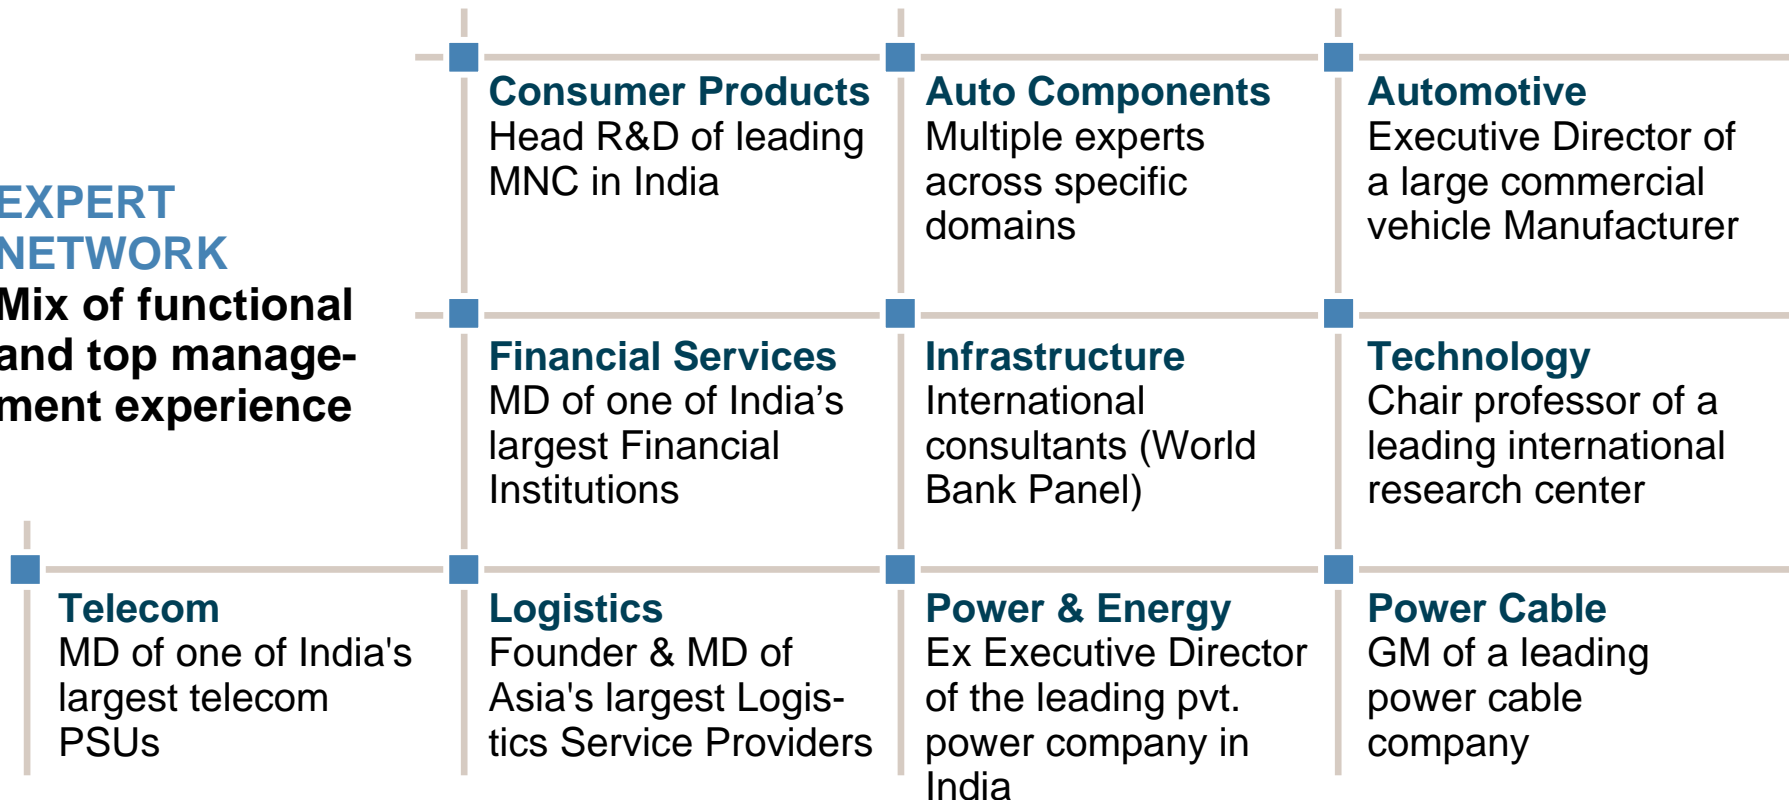 EXPERT
NETWORK
Mix of functional
and top manage-
ment experience
Consumer Products
Head R&D of leading
MNC in India
Auto Components
Multiple experts
across specific
domains
Automotive
Executive Director of
a large commercial
vehicle Manufacturer
Financial Services
MD of one of India’s
largest Financial
Institutions
Infrastructure
International
consultants (World
Bank Panel)
Technology
Chair professor of a
leading international
research center
Telecom
MD of one of India's
largest telecom
PSUs
Logistics
Founder & MD of
Asia's largest Logis-
tics Service Providers
Power & Energy
Ex Executive Director
of the leading pvt.
power company in
India
Power Cable
GM of a leading
power cable
company